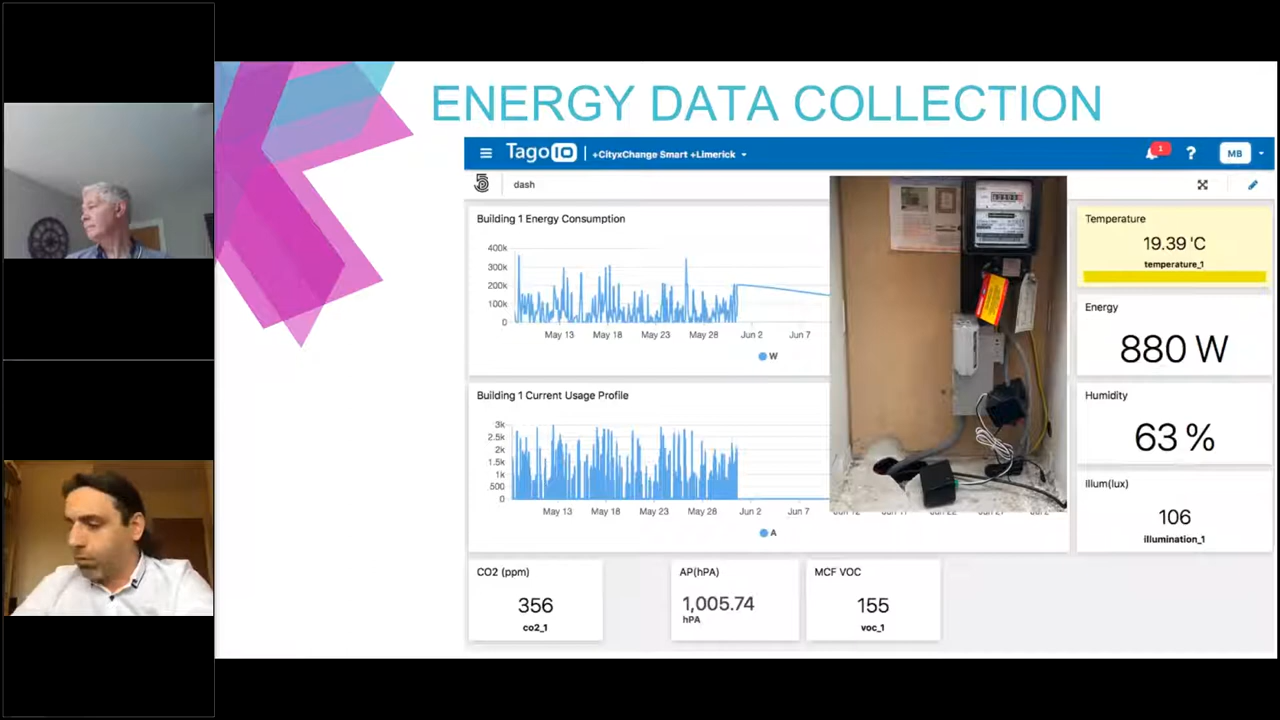 ENERGY DATA COLLECTION
TagoIO +CityxChange Smart +Limerick
1 ? MB
5 dash
Building 1 Energy Consumption
400k
300k
200k
100k
0
May 13 May 18 May 23 May 28 Jun 2 Jun 7
W
Building 1 Current Usage Profile
3k
2.5k
2k
1.5k
1k
500
0
May 13 May 18 May 23 May 28 Jun 2 Jun 7
A
Temperature
19.39 'C
temperature_1
Energy
880 W
Humidity
63 %
Illum(lux)
106
illumination_1
CO2 (ppm)
356
co2_1
AP(hPA)
1,005.74
hPA
MCF VOC
155
voc_1